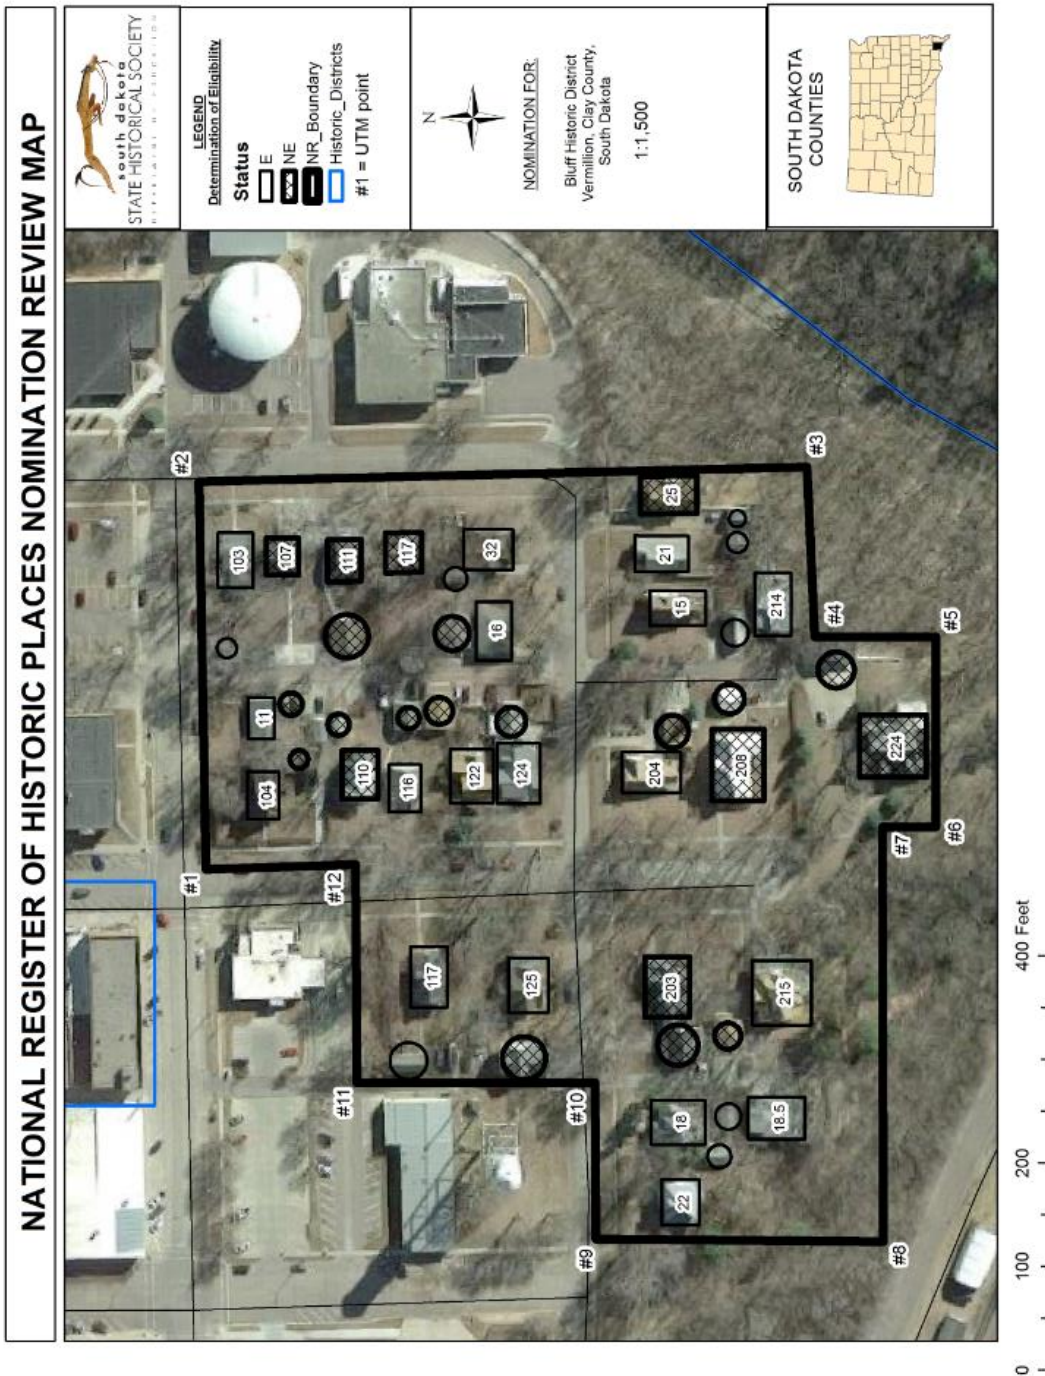 NATIONAL REGISTER OF HISTORIC PLACES NOMINATION REVIEW MAP
south dakota
STATE HISTORICAL SOCIETY
LEGEND
Determination of Eligibility
Status
E
NE
NR_Boundary
Historic_Districts
#1 = UTM point
N
NOMINATION FOR:
Bluff Historic District
Vermillion, Clay County,
South Dakota
1:1,500
SOUTH DAKOTA
COUNTIES
#2
#3
103
107
111
117
32
25
21
16
15
214
#4
#5
11
104
110
116
122
124
204
208
224
#1
#12
#7
#6
117
125
203
215
#11
#10
18
18.5
22
#9
#8
0
100
200
400 Feet